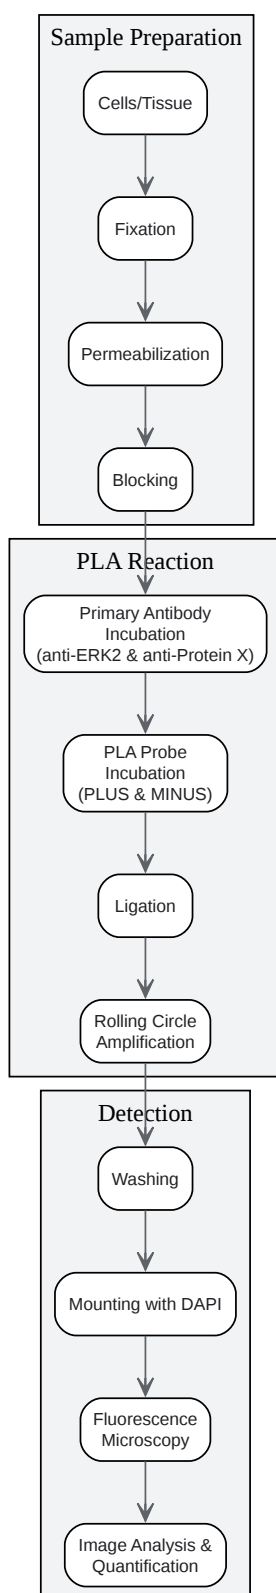 Sample Preparation
Cells/Tissue
Fixation
Permeabilization
Blocking
PLA Reaction
Primary Antibody
Incubation
(anti-ERK2 & anti-Protein X)
PLA Probe
Incubation
(PLUS & MINUS)
Ligation
Rolling Circle
Amplification
Detection
Washing
Mounting with DAPI
Fluorescence
Microscopy
Image Analysis &
Quantification